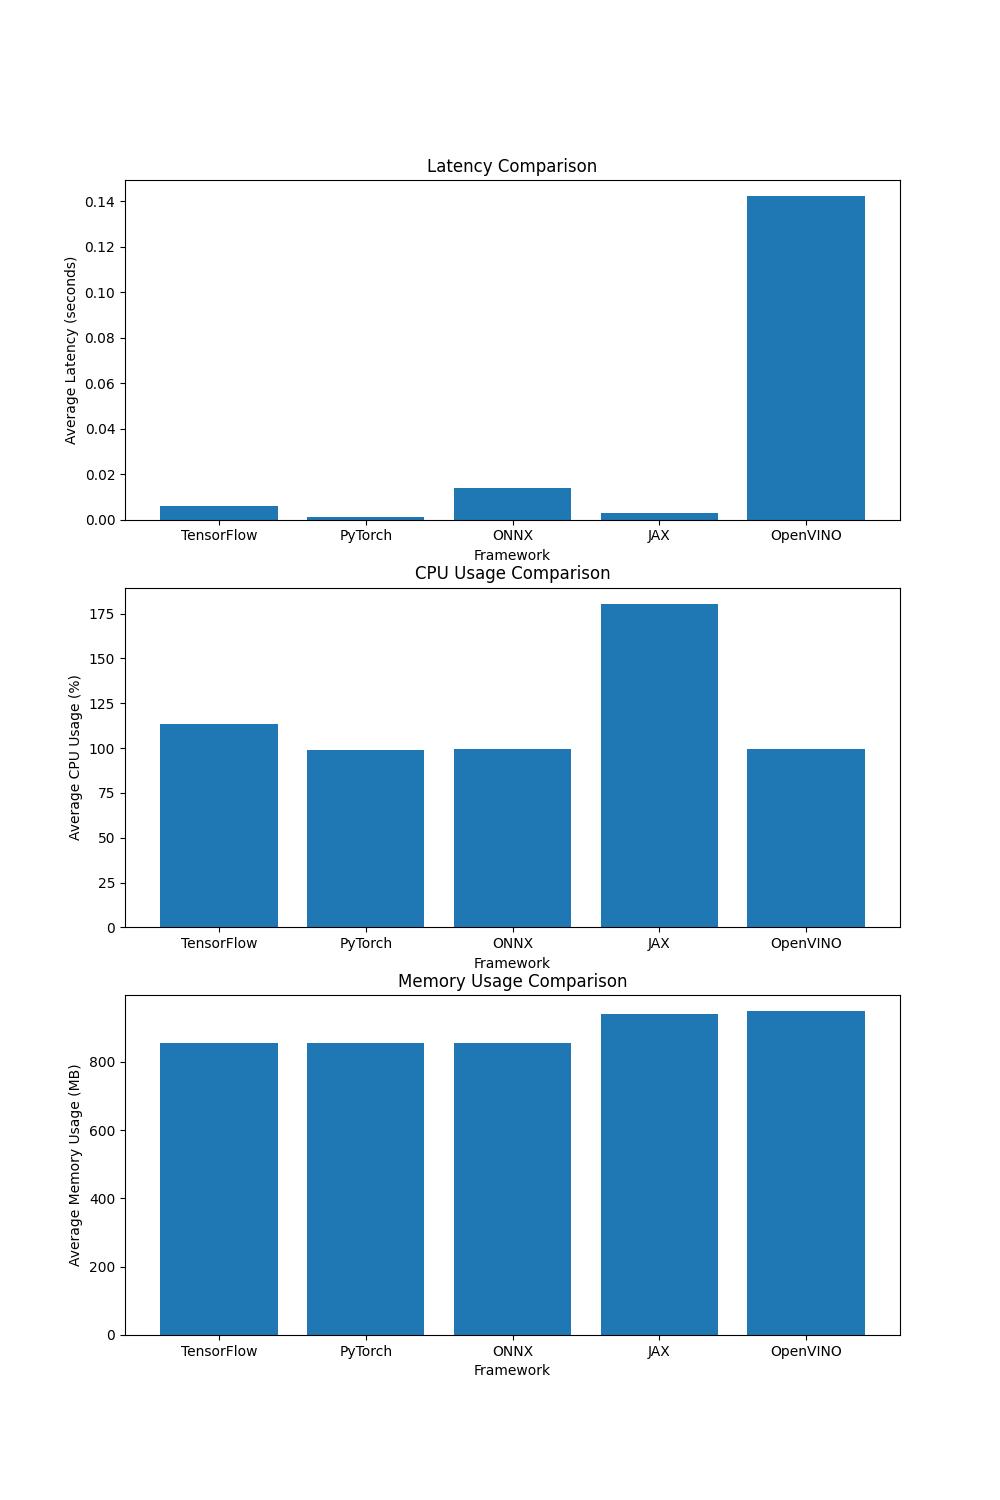 Latency Comparison
Average Latency (seconds)
0.14
0.12
0.10
0.08
0.06
0.04
0.02
0.00
TensorFlow PyTorch ONNX JAX OpenVINO
Framework
CPU Usage Comparison
Average CPU Usage (%)
175
150
125
100
75
50
25
0
TensorFlow PyTorch ONNX JAX OpenVINO
Framework
Memory Usage Comparison
Average Memory Usage (MB)
800
600
400
200
0
TensorFlow PyTorch ONNX JAX OpenVINO
Framework